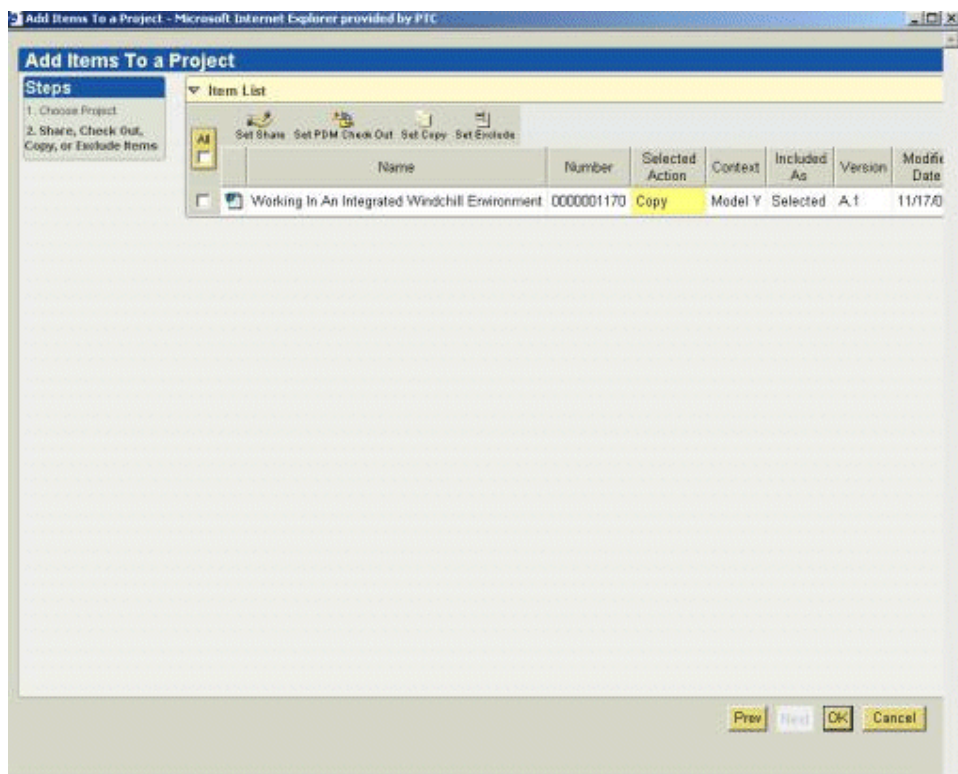 Add Items To a Project - Microsoft Internet Explorer provided by PTC
Add Items To a Project
Steps
1. Choose Project
2. Share, Check Out,
Copy, or Exclude Items
Item List
All
Set Share Set PDM Check Out Set Copy Set Exclude
Name Number Selected Action Context Included As Version Modifie Date
Working In An Integrated Windchill Environment 0000001170 Copy Model Y Selected A.1 11/17/0
Prev Next OK Cancel